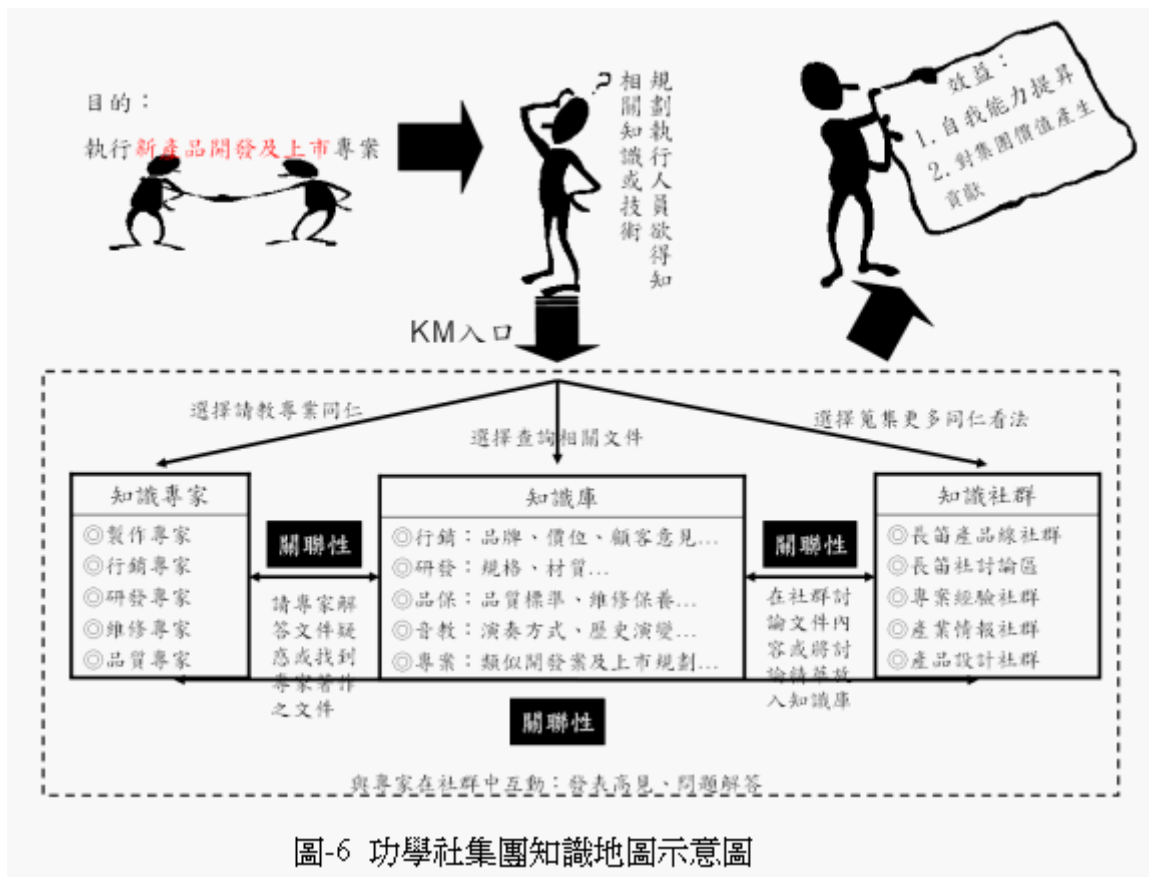 目的：
執行新產品開發及上市專案
?
規劃執行人員欲得知
相關知識或技術
效益：
1. 自我能力提昇
2. 對集團價值產生
貢獻
KM入口
選擇請教專業同仁
選擇查詢相關文件
選擇蒐集更多同仁看法
知識專家
◎製作專家
◎行銷專家
◎研發專家
◎維修專家
◎品質專家
關聯性
請專家解
答文件疑
惑或找到
專家著作
之文件
知識庫
◎行銷：品牌、價位、顧客意見...
◎研發：規格、材質...
◎品保：品質標準、維修保養...
◎音教：演奏方式、歷史演變...
◎專案：類似開發案及上市規劃...
關聯性
在社群討
論文件內
容或將討
論精華放
入知識庫
知識社群
◎長笛產品線社群
◎長笛社討論區
◎專案經驗社群
◎產業情報社群
◎產品設計社群
關聯性
與專家在社群中互動：發表高見、問題解答
圖-6 功學社集團知識地圖示意圖